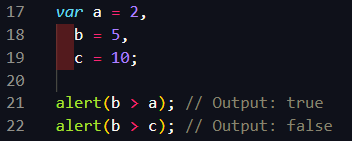 17 var a = 2,
18 b = 5,
19 c = 10;
20
21 alert(b > a); // Output: true
22 alert(b > c); // Output: false